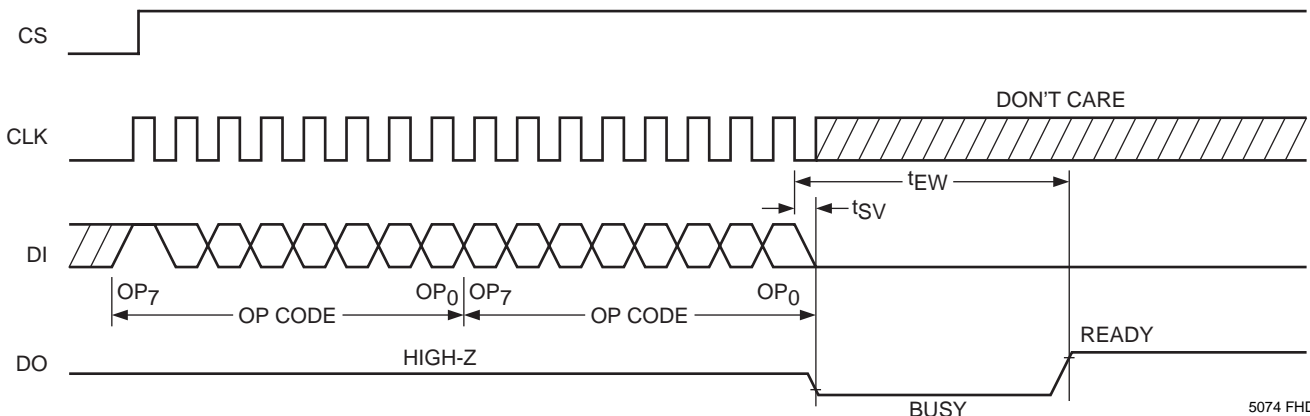 CS
DON'T CARE
CLK
tEW
tSV
DI
OP7 OP0 OP7 OP0
OP CODE OP CODE
READY
HIGH-Z
DO
BUSY
5074 FHD